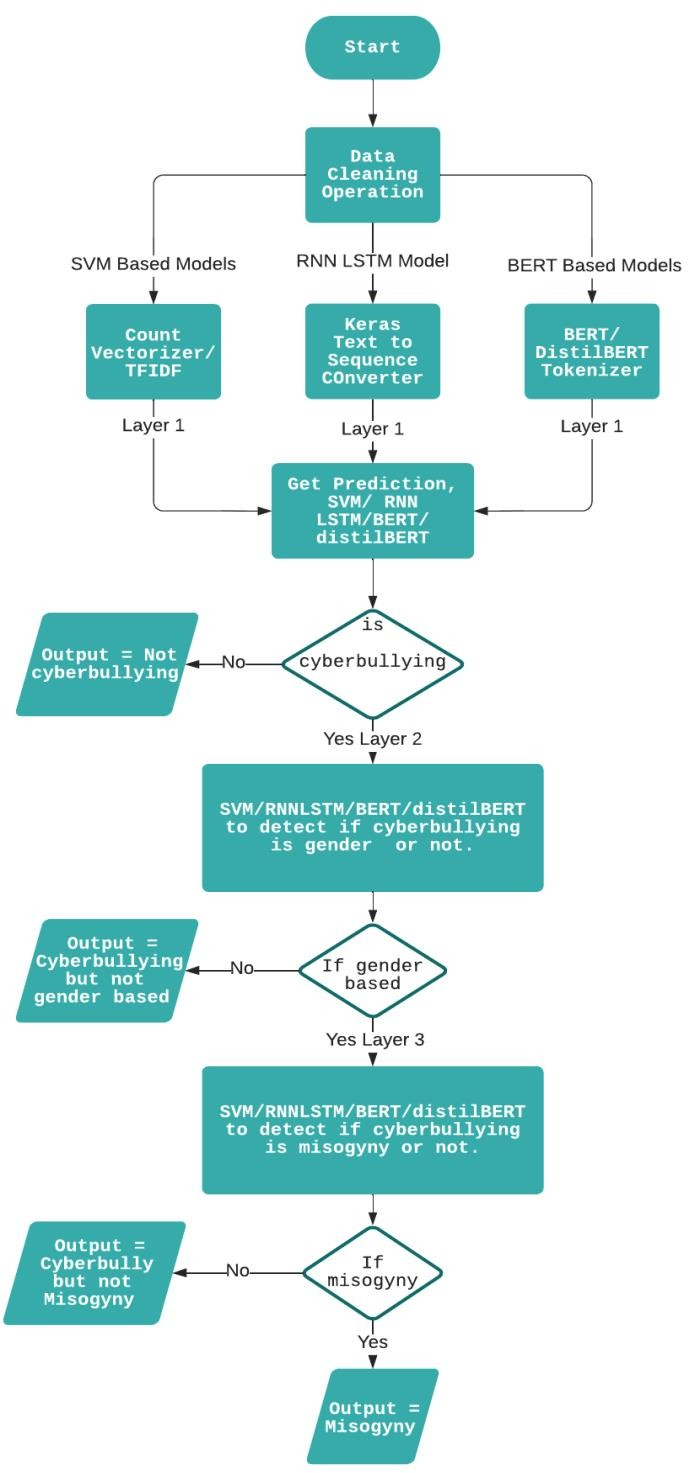 Start
Data
Cleaning
Operation
SVM Based Models
RNN LSTM Model
BERT Based Models
Count
Vectorizer/
TFIDF
Keras
Text to
Sequence
COnverter
BERT/
DistilBERT
Tokenizer
Layer 1
Layer 1
Layer 1
Get Prediction,
SVM/ RNN
LSTM/BERT/
distilBERT
is
cyberbullying
No
Output = Not
cyberbullying
Yes Layer 2
SVM/RNNLSTM/BERT/distilBERT
to detect if cyberbullying
is gender  or not.
If gender
based
No
Output =
Cyberbullying
but not
gender based
Yes Layer 3
SVM/RNNLSTM/BERT/distilBERT
to detect if cyberbullying
is misogyny or not.
If
misogyny
No
Output =
Cyberbully
but not
Misogyny
Yes
Output =
Misogyny